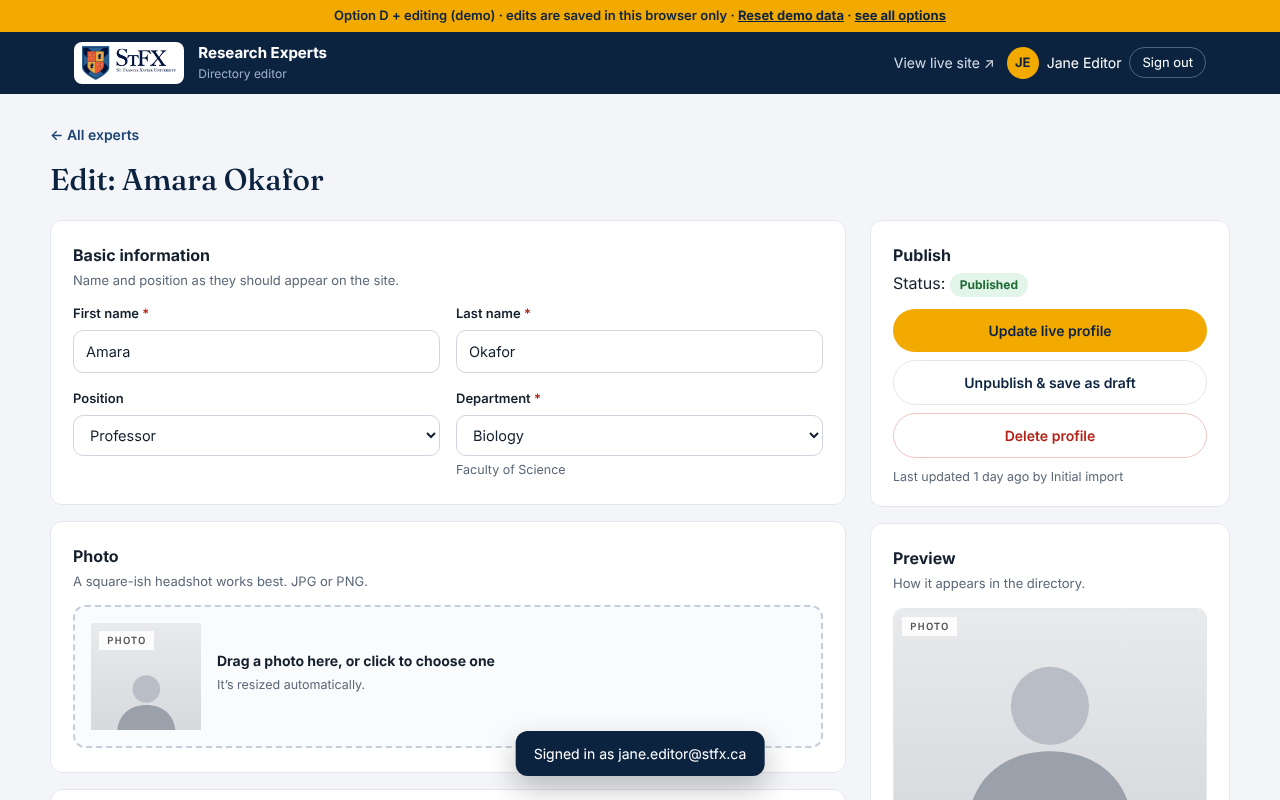 Option D + editing (demo) · edits are saved in this browser only · Reset demo data · see all options
STFX
ST. FRANCIS XAVIER UNIVERSITY
Research Experts
Directory editor
View live site ↗
JE
Jane Editor
Sign out
← All experts
Edit: Amara Okafor
Basic information
Name and position as they should appear on the site.
First name *
Last name *
Amara
Okafor
Position
Department *
Professor
Biology
Faculty of Science
Photo
A square-ish headshot works best. JPG or PNG.
PHOTO
Drag a photo here, or click to choose one
It's resized automatically.
Publish
Status: Published
Update live profile
Unpublish & save as draft
Delete profile
Last updated 1 day ago by Initial import
Preview
How it appears in the directory.
PHOTO
Signed in as jane.editor@stfx.ca